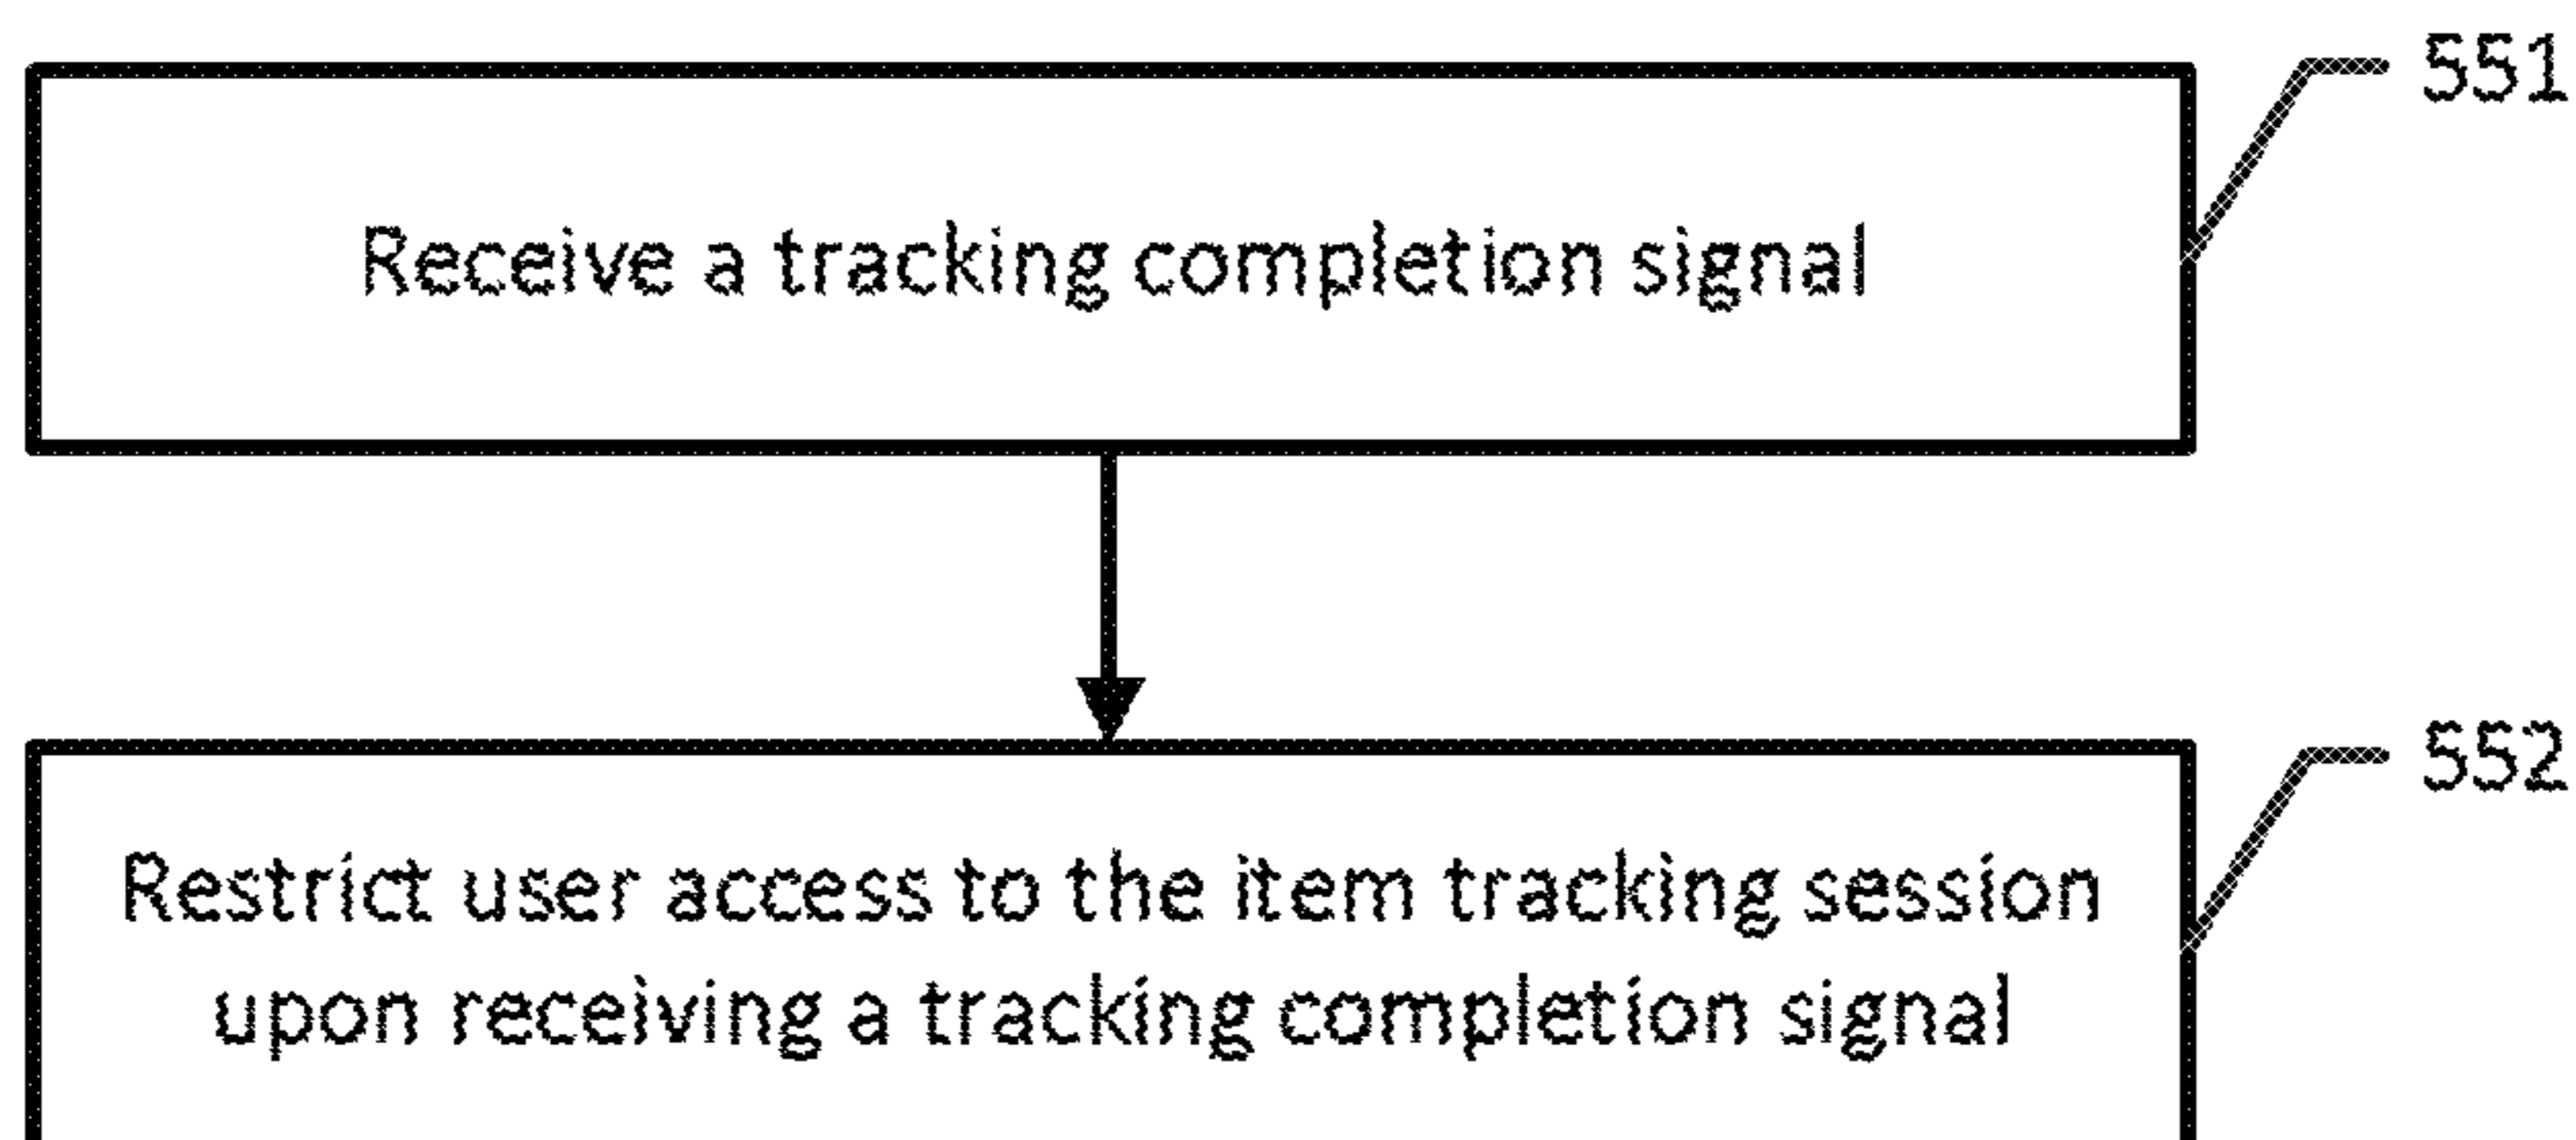 551
Receive a tracking completion signal
552
Restrict user access to the item tracking session
upon receiving a tracking completion signal